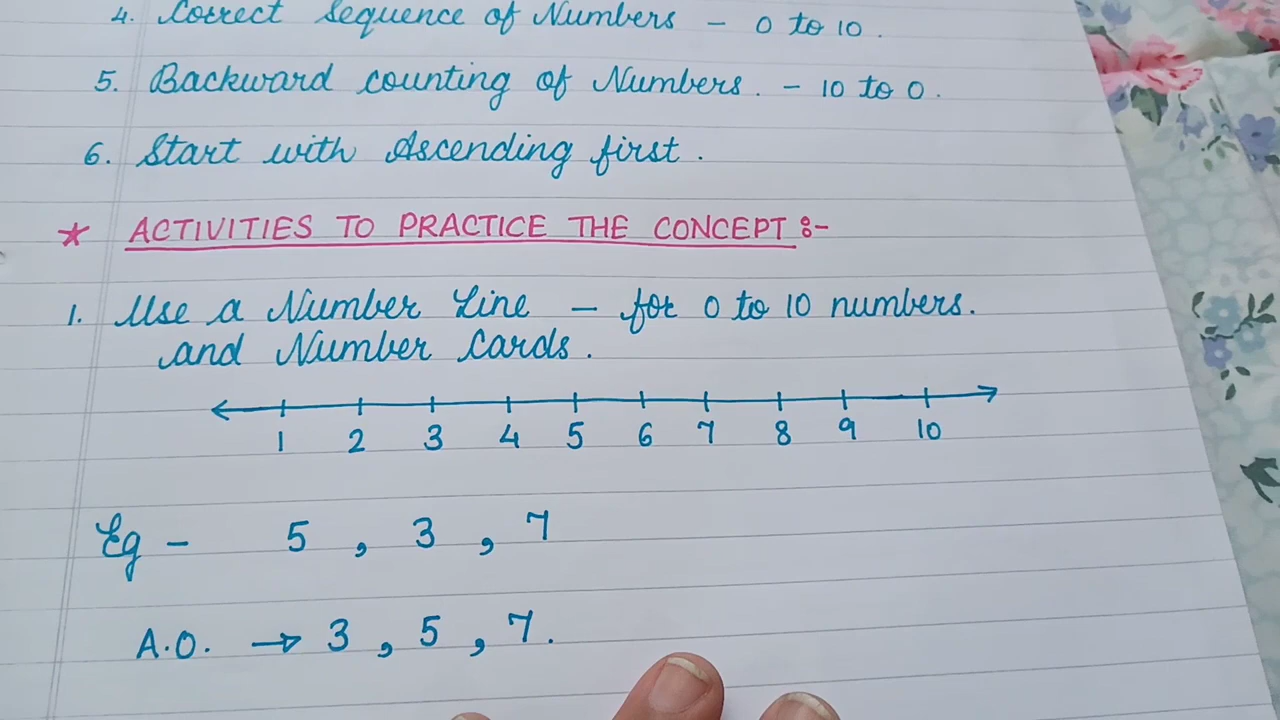 4. Correct Sequence of Numbers - 0 to 10.
5. Backward counting of Numbers. - 10 to 0.
6. Start with Ascending first.
* ACTIVITIES TO PRACTICE THE CONCEPT :-
1. Use a Number Line - for 0 to 10 numbers.
and Number Cards.
1 2 3 4 5 6 7 8 9 10
Eg - 5, 3, 7
A.O. → 3, 5, 7.